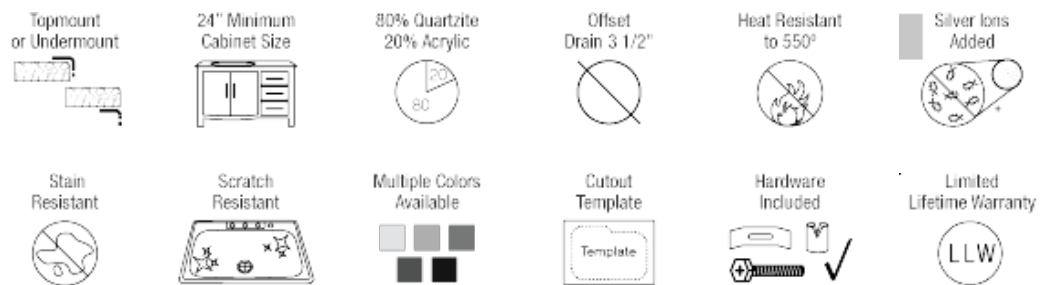 Topmount
or Undermount
24" Minimum
Cabinet Size
80% Quartzite
20% Acrylic
20
80
Offset
Drain 3 1/2"
Heat Resistant
to 550º
Silver Ions
Added
Stain
Resistant
Scratch
Resistant
Multiple Colors
Available
Cutout
Template
Template
Hardware
Included
Limited
Lifetime Warranty
LLW